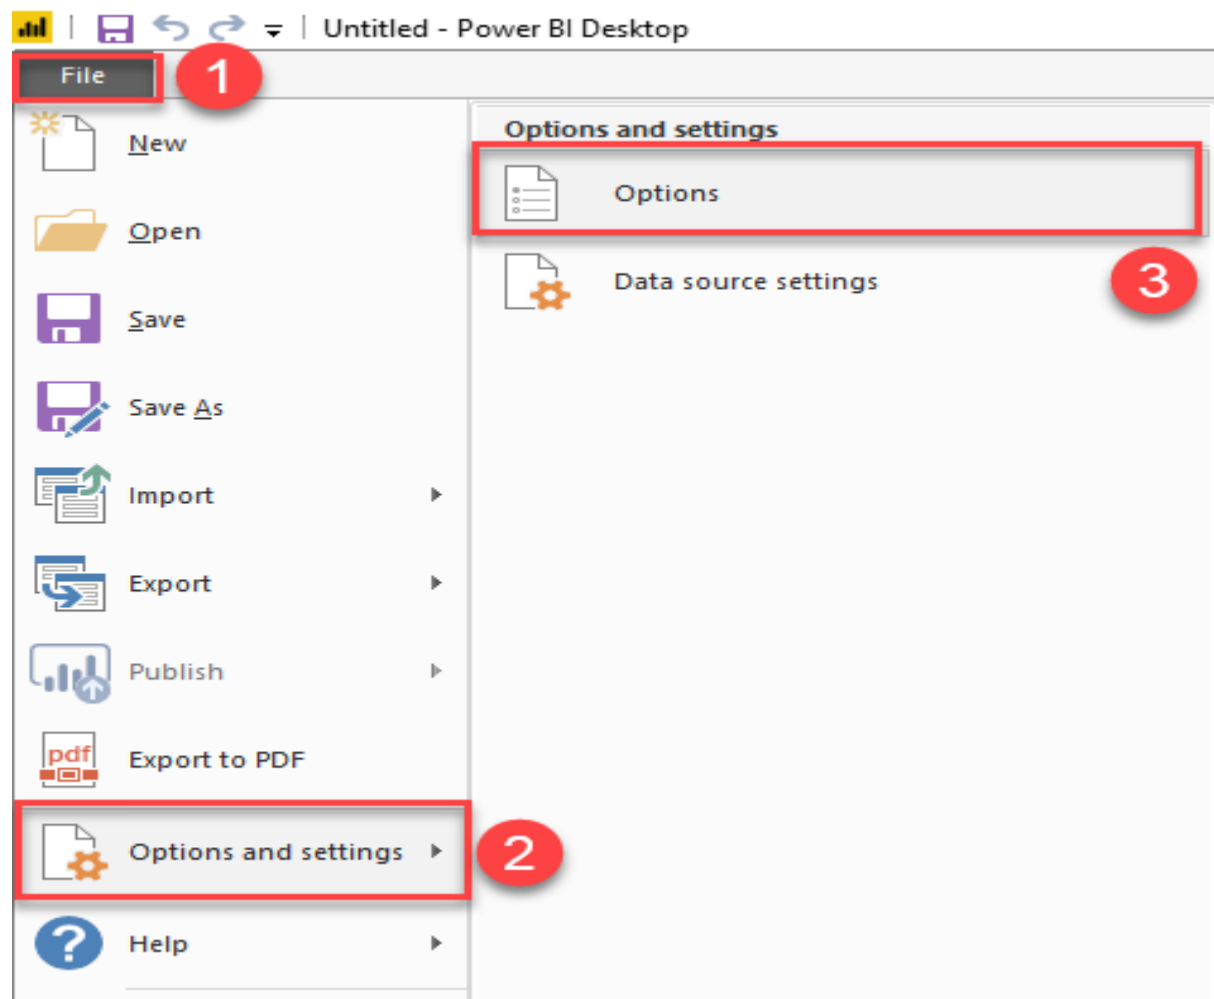 Untitled - Power BI Desktop
File
1
New
Open
Save
Save As
Import
Export
Publish
pdf
Export to PDF
Options and settings
2
Help
Options and settings
Options
3
Data source settings